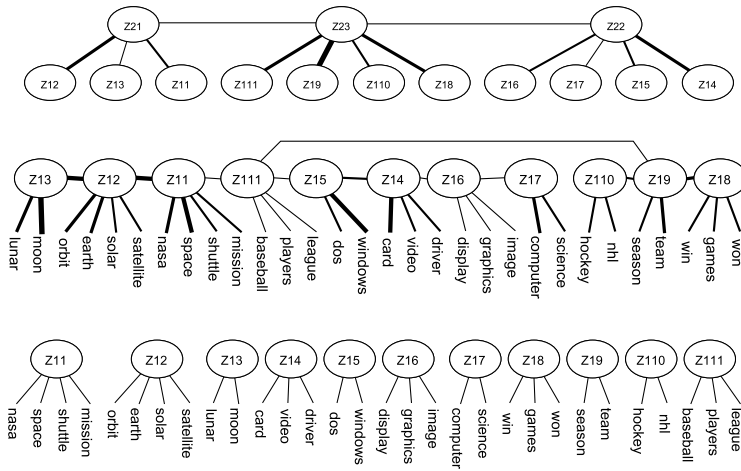 Z21 Z23 Z22
Z12 Z13 Z11 Z111 Z19 Z110 Z18 Z16 Z17 Z15 Z14
Z13 Z12 Z11 Z111 Z15 Z14 Z16 Z17 Z110 Z19 Z18
lunar moon orbit earth solar satellite nasa space shuttle mission baseball players league dos windows card video driver display graphics image computer science hockey nhl season team win games won
Z11 Z12 Z13 Z14 Z15 Z16 Z17 Z18 Z19 Z110 Z111
nasa space shuttle mission orbit earth solar satellite lunar moon card video driver dos windows display graphics image computer science win games won season team hockey nhl baseball players league